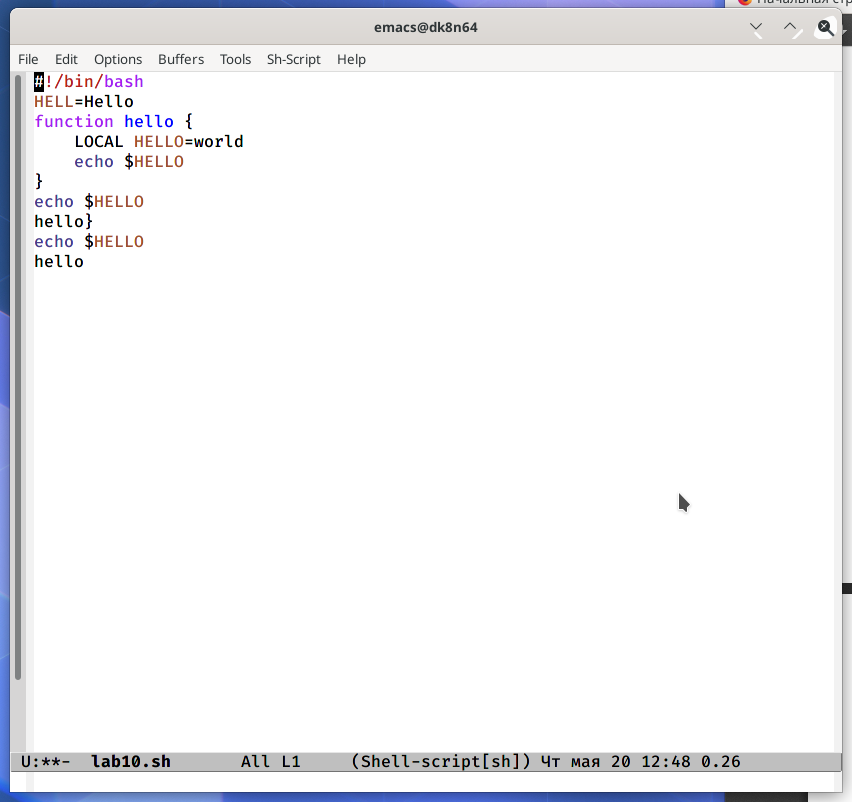 Начальная стр
emacs@dk8n64
File Edit Options Buffers Tools Sh-Script Help
#!/bin/bash
HELL=Hello
function hello {
    LOCAL HELLO=world
    echo $HELLO
}
echo $HELLO
hello}
echo $HELLO
hello
U:**-  lab10.sh       All L1     (Shell-script[sh]) Чт мая 20 12:48 0.26